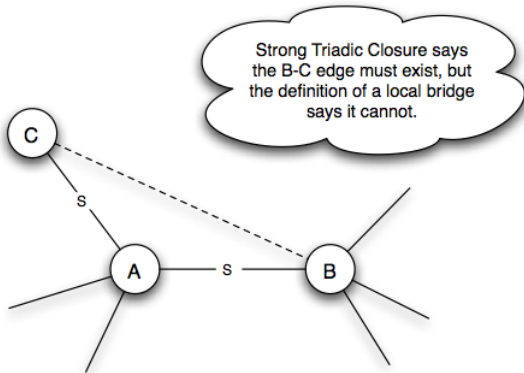 Strong Triadic Closure says
the B-C edge must exist, but
the definition of a local bridge
says it cannot.
C
S
A
S
B